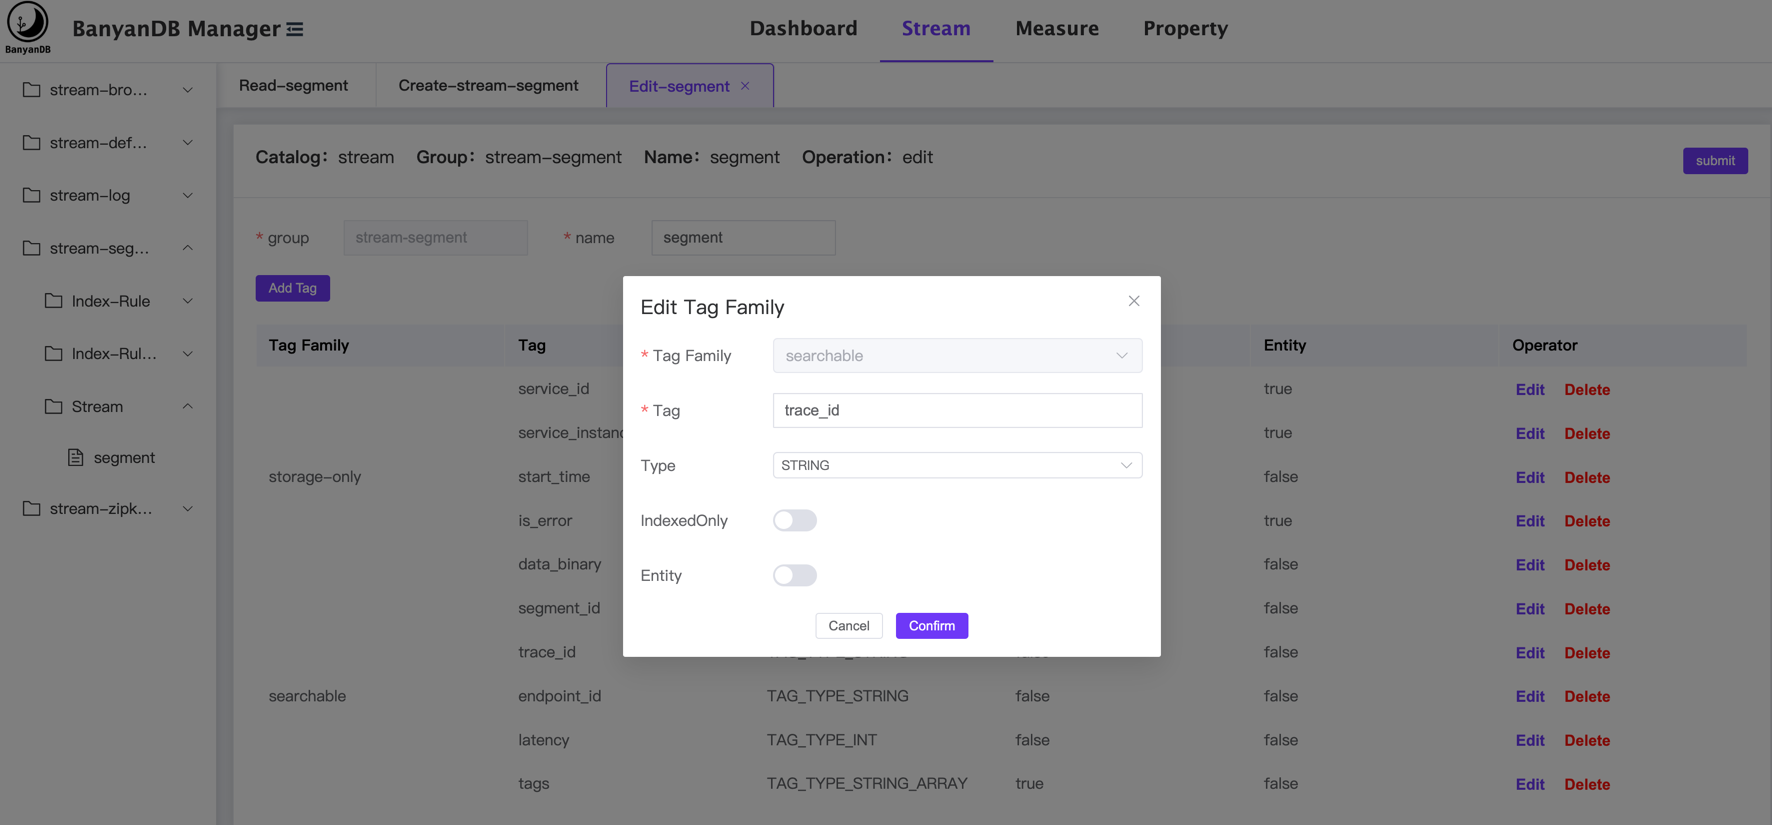 BanyanDB
BanyanDB Manager
Dashboard
Stream
Measure
Property
stream-bro...
stream-def...
stream-log
stream-seg...
Index-Rule
Index-Rul...
Stream
segment
stream-zipk...
Read-segment
Create-stream-segment
Edit-segment
Catalog: stream Group: stream-segment Name: segment Operation: edit
submit
* group stream-segment * name segment
Add Tag
Tag Family Tag Entity Operator
service_id true Edit Delete
service_instanc true Edit Delete
storage-only start_time false Edit Delete
is_error true Edit Delete
data_binary false Edit Delete
segment_id false Edit Delete
trace_id TAG_TYPE_STRING false false Edit Delete
searchable endpoint_id TAG_TYPE_STRING false false Edit Delete
latency TAG_TYPE_INT false false Edit Delete
tags TAG_TYPE_STRING_ARRAY true false Edit Delete
Edit Tag Family
* Tag Family searchable
* Tag trace_id
Type STRING
IndexedOnly
Entity
Cancel Confirm